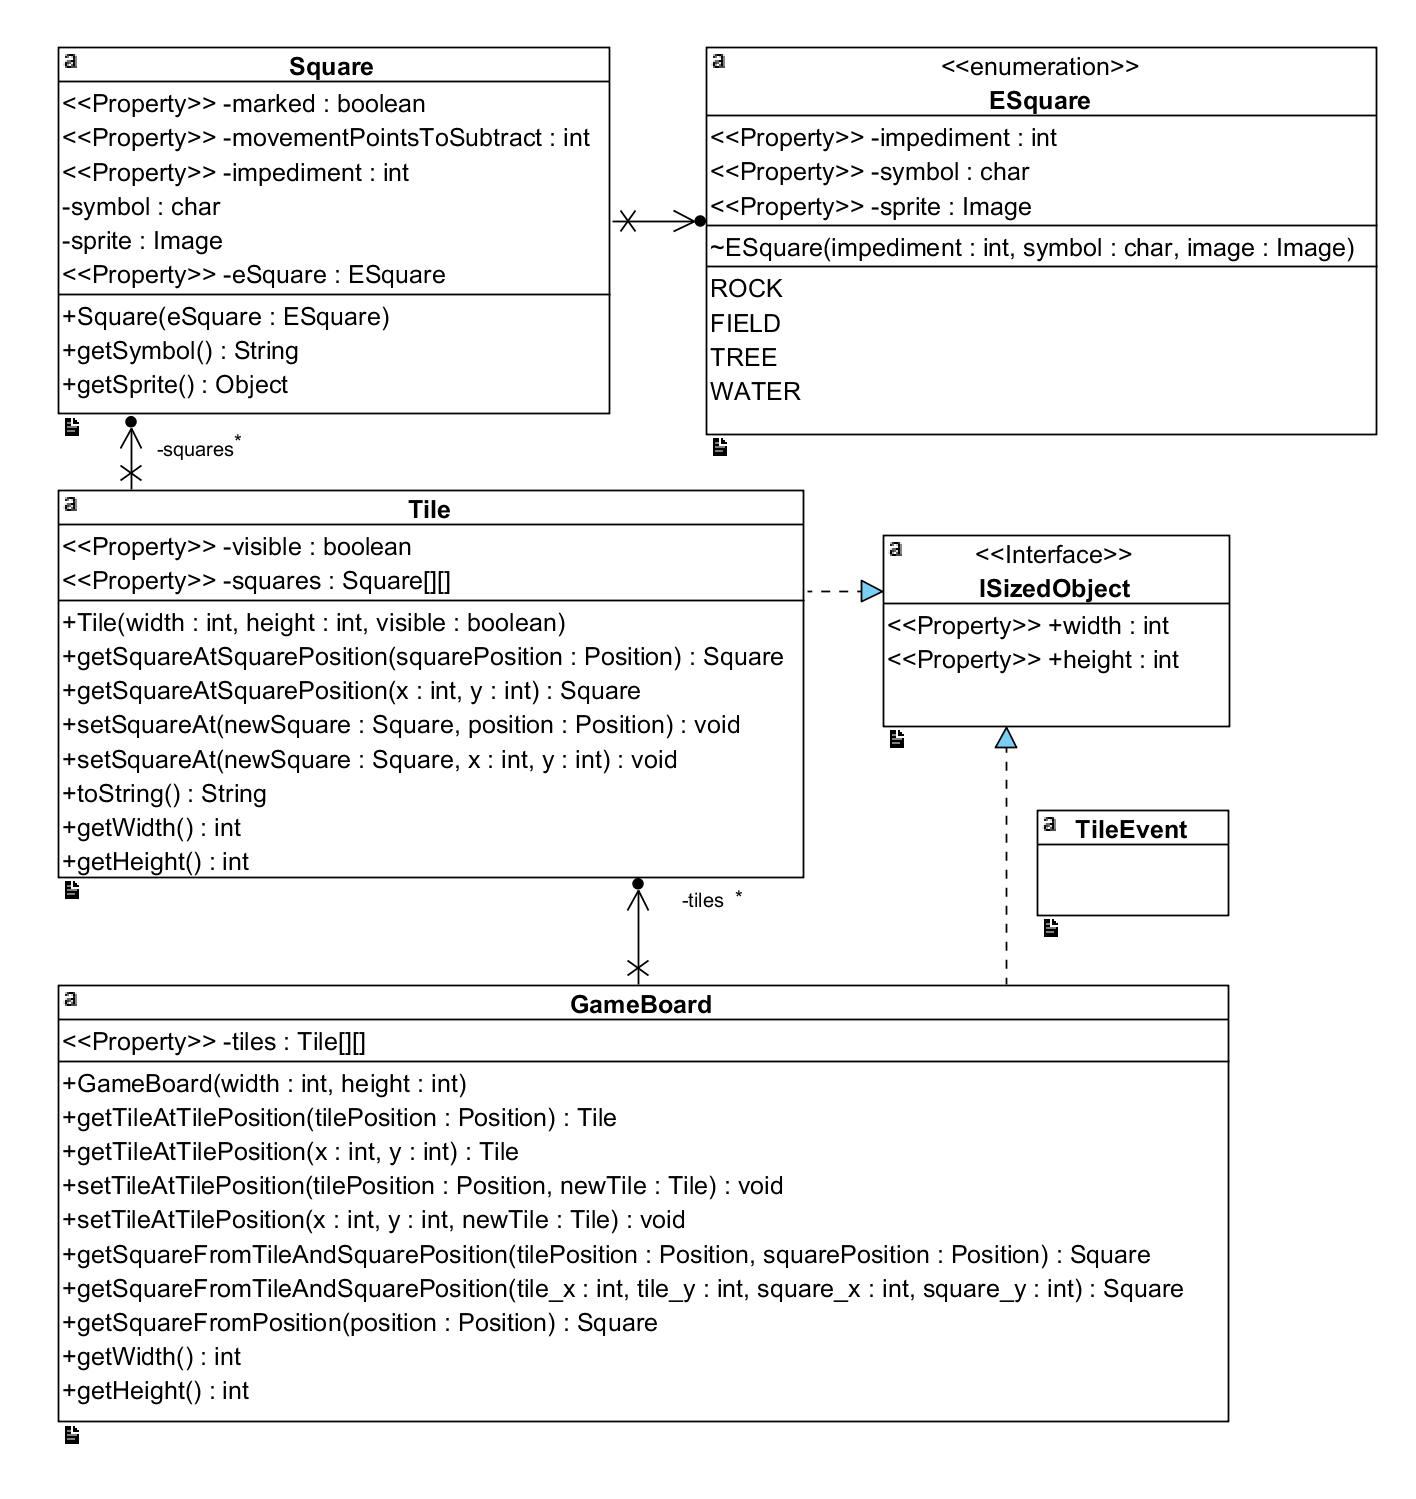 a
Square
<<Property>> -marked : boolean
<<Property>> -movementPointsToSubtract : int
<<Property>> -impediment : int
-symbol : char
-sprite : Image
<<Property>> -eSquare : ESquare
+Square(eSquare : ESquare)
+getSymbol() : String
+getSprite() : Object
a
<<enumeration>>
ESquare
<<Property>> -impediment : int
<<Property>> -symbol : char
<<Property>> -sprite : Image
~ESquare(impediment : int, symbol : char, image : Image)
ROCK
FIELD
TREE
WATER
-squares*
a
Tile
<<Property>> -visible : boolean
<<Property>> -squares : Square[][]
+Tile(width : int, height : int, visible : boolean)
+getSquareAtSquarePosition(squarePosition : Position) : Square
+getSquareAtSquarePosition(x : int, y : int) : Square
+setSquareAt(newSquare : Square, position : Position) : void
+setSquareAt(newSquare : Square, x : int, y : int) : void
+toString() : String
+getWidth() : int
+getHeight() : int
a
<<Interface>>
ISizedObject
<<Property>> +width : int
<<Property>> +height : int
a
TileEvent
-tiles *
a
GameBoard
<<Property>> -tiles : Tile[][]
+GameBoard(width : int, height : int)
+getTileAtTilePosition(tilePosition : Position) : Tile
+getTileAtTilePosition(x : int, y : int) : Tile
+setTileAtTilePosition(tilePosition : Position, newTile : Tile) : void
+setTileAtTilePosition(x : int, y : int, newTile : Tile) : void
+getSquareFromTileAndSquarePosition(tilePosition : Position, squarePosition : Position) : Square
+getSquareFromTileAndSquarePosition(tile_x : int, tile_y : int, square_x : int, square_y : int) : Square
+getSquareFromPosition(position : Position) : Square
+getWidth() : int
+getHeight() : int